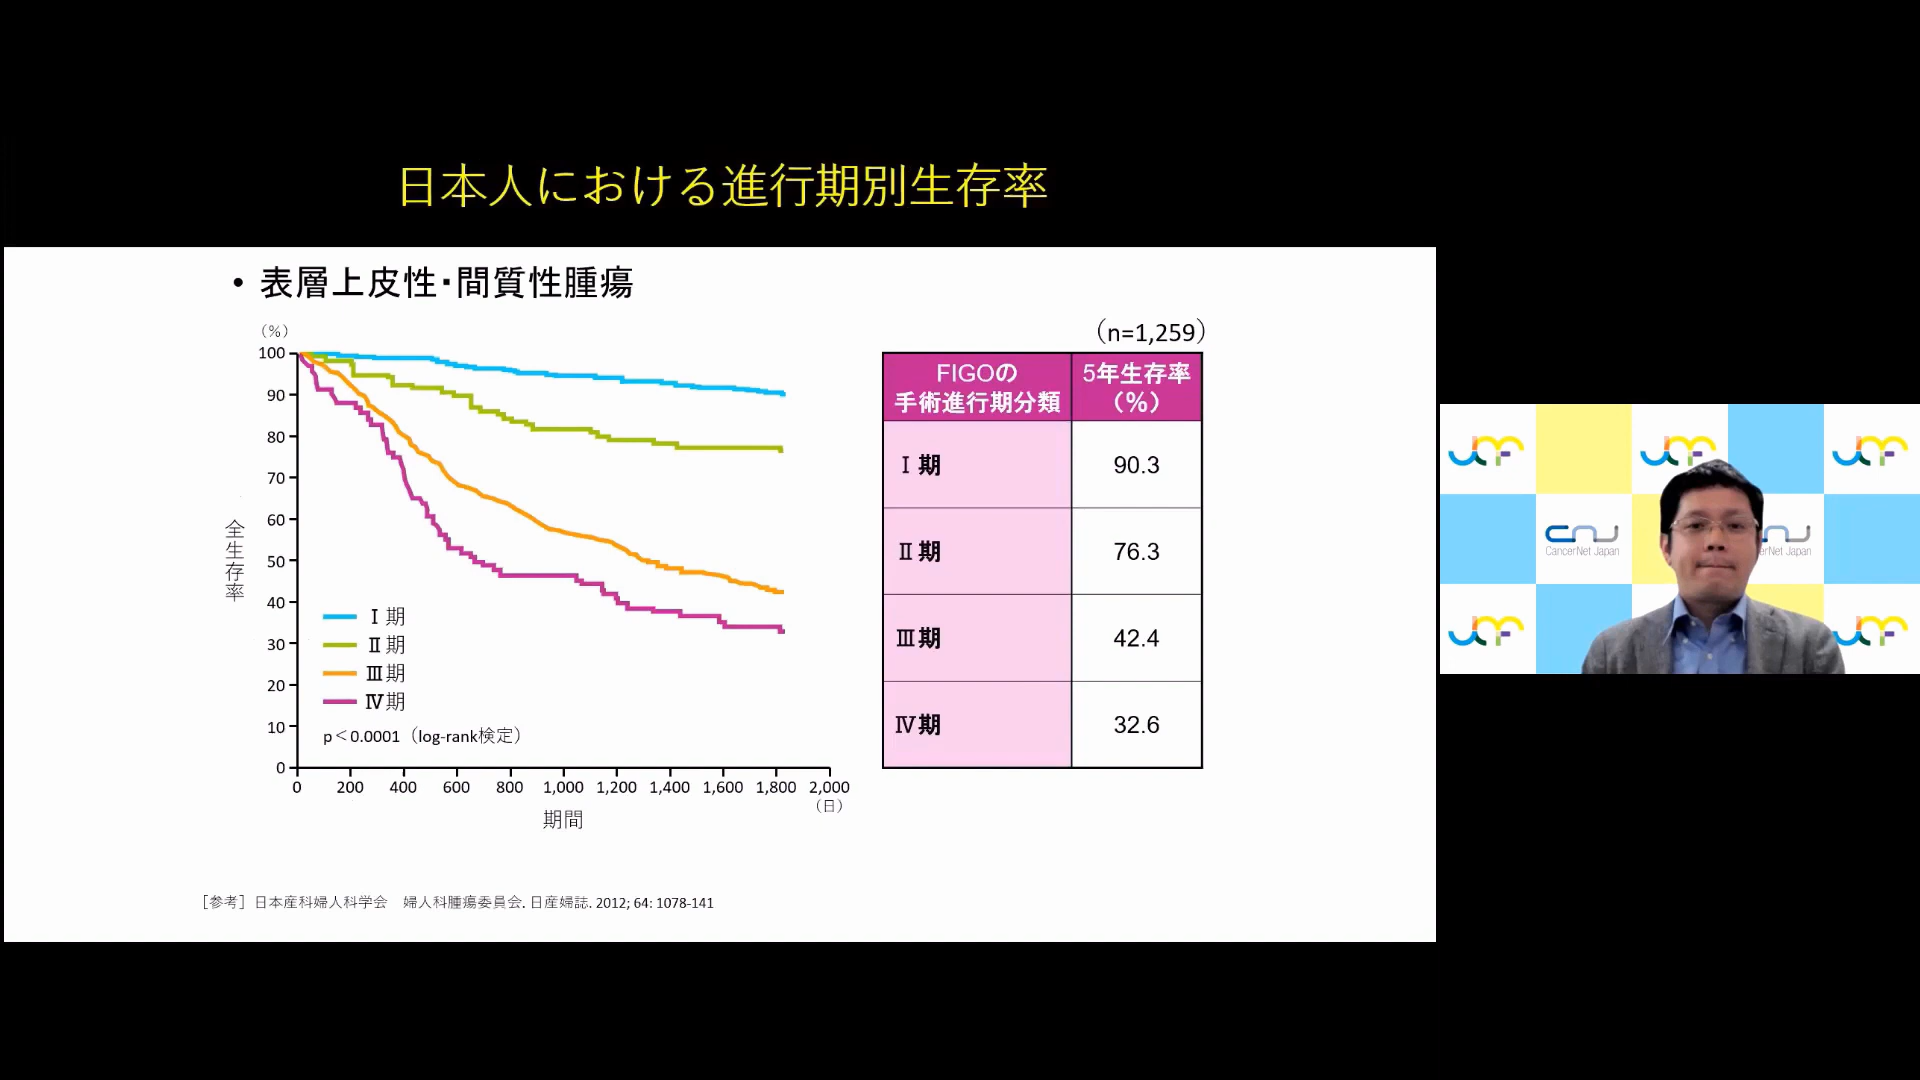 日本人における進行期別生存率
• 表層上皮性・間質性腫瘍
（%）
100
90
80
70
60
50
40
30
20
10
0
全生存率
Ⅰ期
Ⅱ期
Ⅲ期
Ⅳ期
p＜0.0001（log-rank検定）
0 200 400 600 800 1,000 1,200 1,400 1,600 1,800 2,000
（日）
期間
（n=1,259）
FIGOの手術進行期分類 5年生存率（%）
Ⅰ期 90.3
Ⅱ期 76.3
Ⅲ期 42.4
Ⅳ期 32.6
［参考］日本産科婦人科学会　婦人科腫瘍委員会. 日産婦誌. 2012; 64: 1078-141
CancerNet Japan
erNet Japan